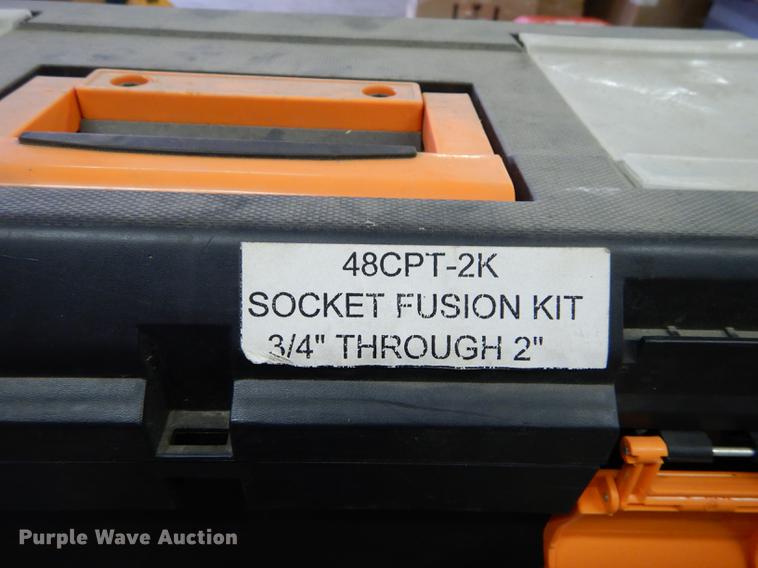 48CPT-2K
SOCKET FUSION KIT
3/4" THROUGH 2"
Purple Wave Auction